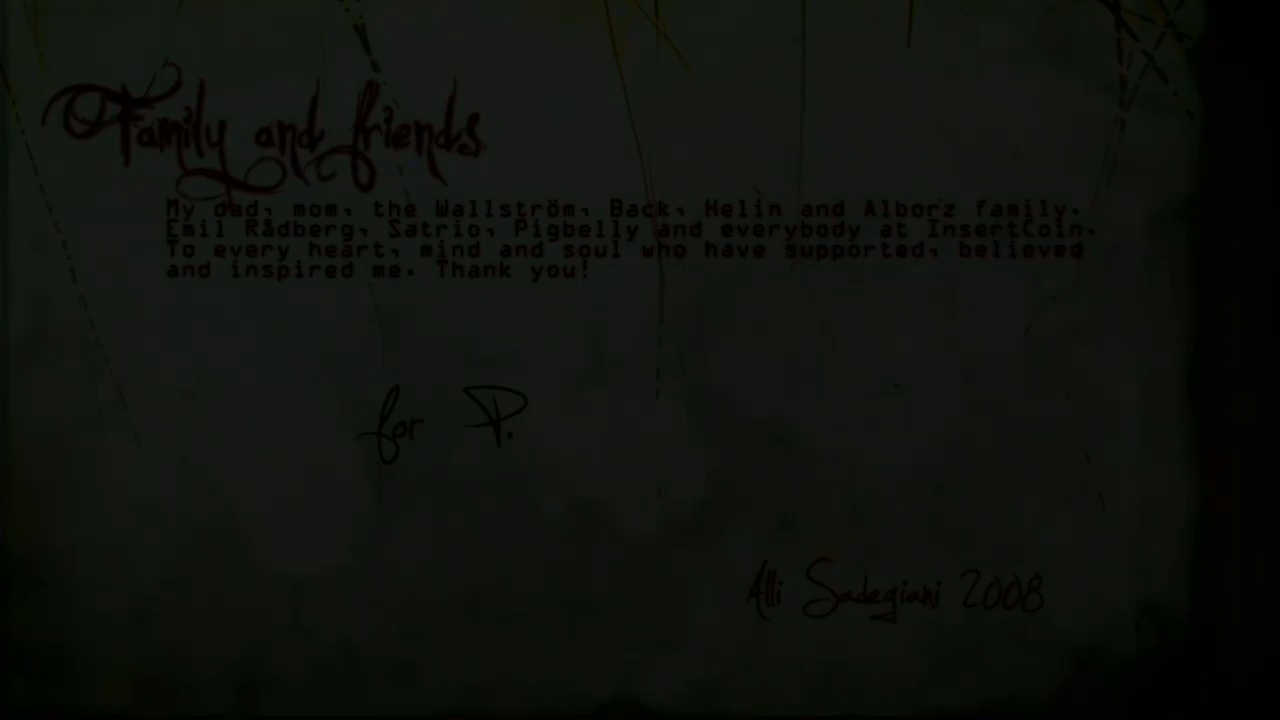 Family and friends
My dad, mom, the Wallström, Back, Helin and Alborz family.
Emil Rådberg, Satrio, Pigbelly and everybody at InsertCoin.
To every heart, mind and soul who have supported, believed
and inspired me. Thank you!
for P.
Alli Sadegiani 2008